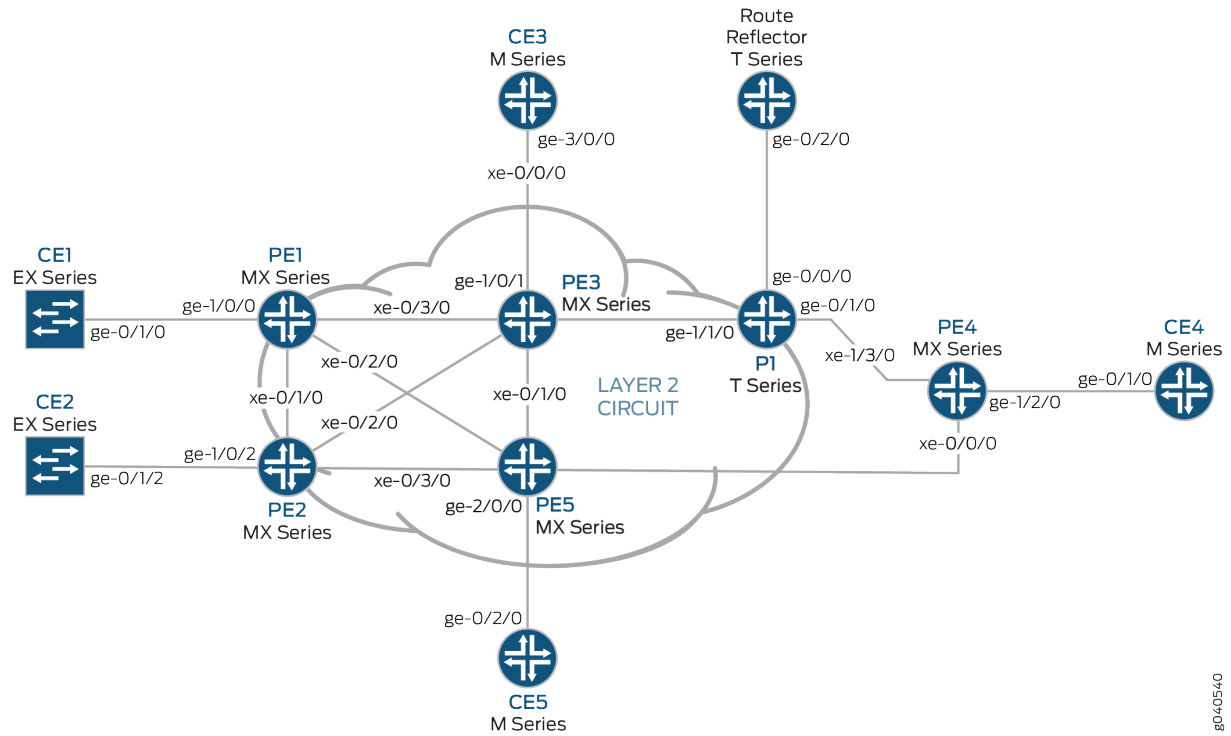 CE3
M Series
ge-3/0/0
xe-0/0/0
Route
Reflector
T Series
ge-0/2/0
CE1
EX Series
ge-0/1/0
ge-1/0/0
PE1
MX Series
xe-0/3/0
ge-1/0/1
PE3
MX Series
ge-1/1/0
ge-0/0/0
ge-0/1/0
P1
T Series
xe-1/3/0
PE4
MX Series
ge-1/2/0
xe-0/0/0
ge-0/1/0
CE4
M Series
xe-0/2/0
xe-0/1/0
xe-0/2/0
xe-0/1/0
LAYER 2
CIRCUIT
CE2
EX Series
ge-0/1/2
ge-1/0/2
PE2
MX Series
xe-0/3/0
ge-2/0/0
PE5
MX Series
ge-0/2/0
CE5
M Series
g040540